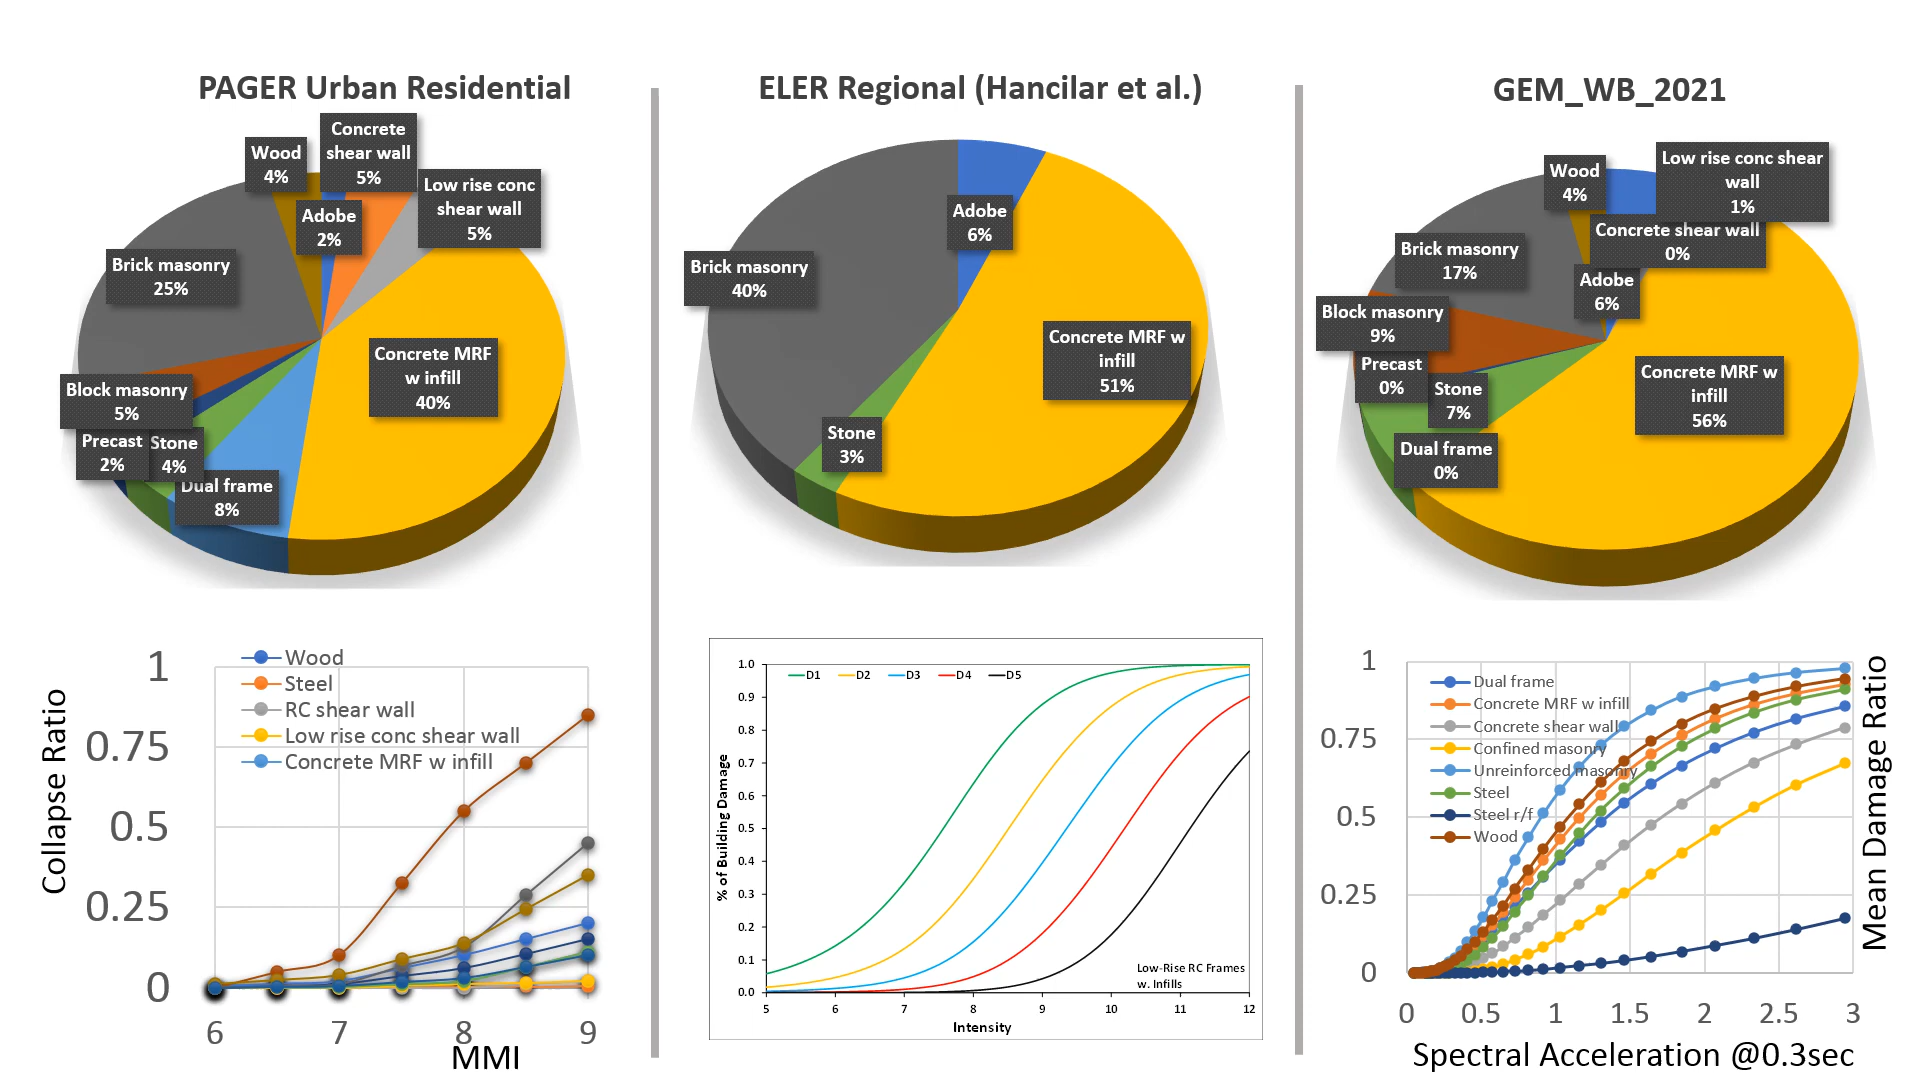 PAGER Urban Residential
Wood
4%
Concrete
shear wall
5%
Low rise conc
shear wall
5%
Adobe
2%
Brick masonry
25%
Concrete MRF
w infill
40%
Block masonry
5%
Precast
2%
Stone
4%
Dual frame
8%
ELER Regional (Hancilar et al.)
Adobe
6%
Brick masonry
40%
Concrete MRF w
infill
51%
Stone
3%
GEM_WB_2021
Wood
4%
Low rise conc shear
wall
1%
Concrete shear wall
0%
Brick masonry
17%
Adobe
6%
Block masonry
9%
Precast
0%
Stone
7%
Concrete MRF w
infill
56%
Dual frame
0%
Collapse Ratio
1
0.75
0.5
0.25
0
Wood
Steel
RC shear wall
Low rise conc shear wall
Concrete MRF w infill
6 7 8 9
MMI
% of Building Damage
1.0
0.9
0.8
0.7
0.6
0.5
0.4
0.3
0.2
0.1
0.0
D1 D2 D3 D4 D5
Low-Rise RC Frames
w. Infills
5 6 7 8 9 10 11 12
Intensity
1
0.75
0.5
0.25
0
Dual frame
Concrete MRF w infill
Concrete shear wall
Confined masonry
Unreinforced masonry
Steel
Steel r/f
Wood
Mean Damage Ratio
0 0.5 1 1.5 2 2.5 3
Spectral Acceleration @0.3sec